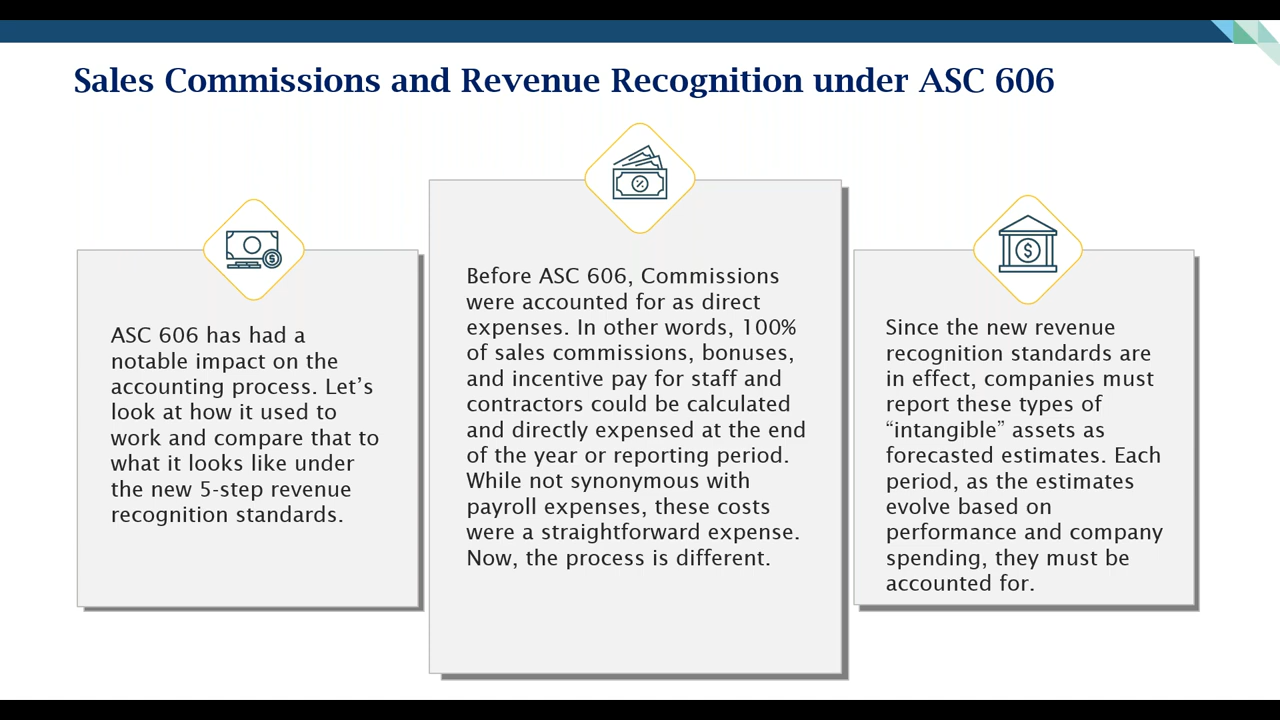 Sales Commissions and Revenue Recognition under ASC 606
ASC 606 has had a
notable impact on the
accounting process. Let’s
look at how it used to
work and compare that to
what it looks like under
the new 5-step revenue
recognition standards.
Before ASC 606, Commissions
were accounted for as direct
expenses. In other words, 100%
of sales commissions, bonuses,
and incentive pay for staff and
contractors could be calculated
and directly expensed at the end
of the year or reporting period.
While not synonymous with
payroll expenses, these costs
were a straightforward expense.
Now, the process is different.
Since the new revenue
recognition standards are
in effect, companies must
report these types of
“intangible” assets as
forecasted estimates. Each
period, as the estimates
evolve based on
performance and company
spending, they must be
accounted for.